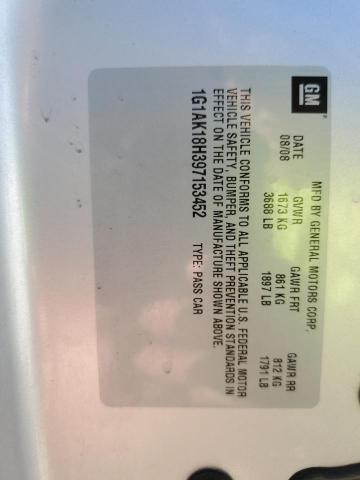 GM
MFD BY GENERAL MOTORS CORP.
DATE GVWR GAWR FRT GAWR RR
08/08 1673 KG 861 KG 812 KG
3688 LB 1897 LB 1791 LB
THIS VEHICLE CONFORMS TO ALL APPLICABLE U.S. FEDERAL MOTOR
VEHICLE SAFETY, BUMPER, AND THEFT PREVENTION STANDARDS IN
EFFECT ON THE DATE OF MANUFACTURE SHOWN ABOVE.
1G1AK18H397153452 TYPE: PASS CAR